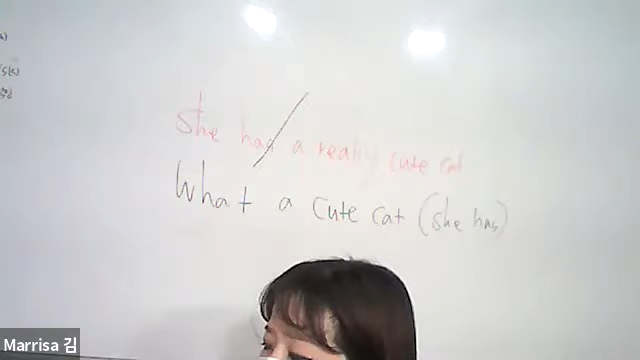 She has a really cute cat
What a cute cat (she has)
Marrisa 김